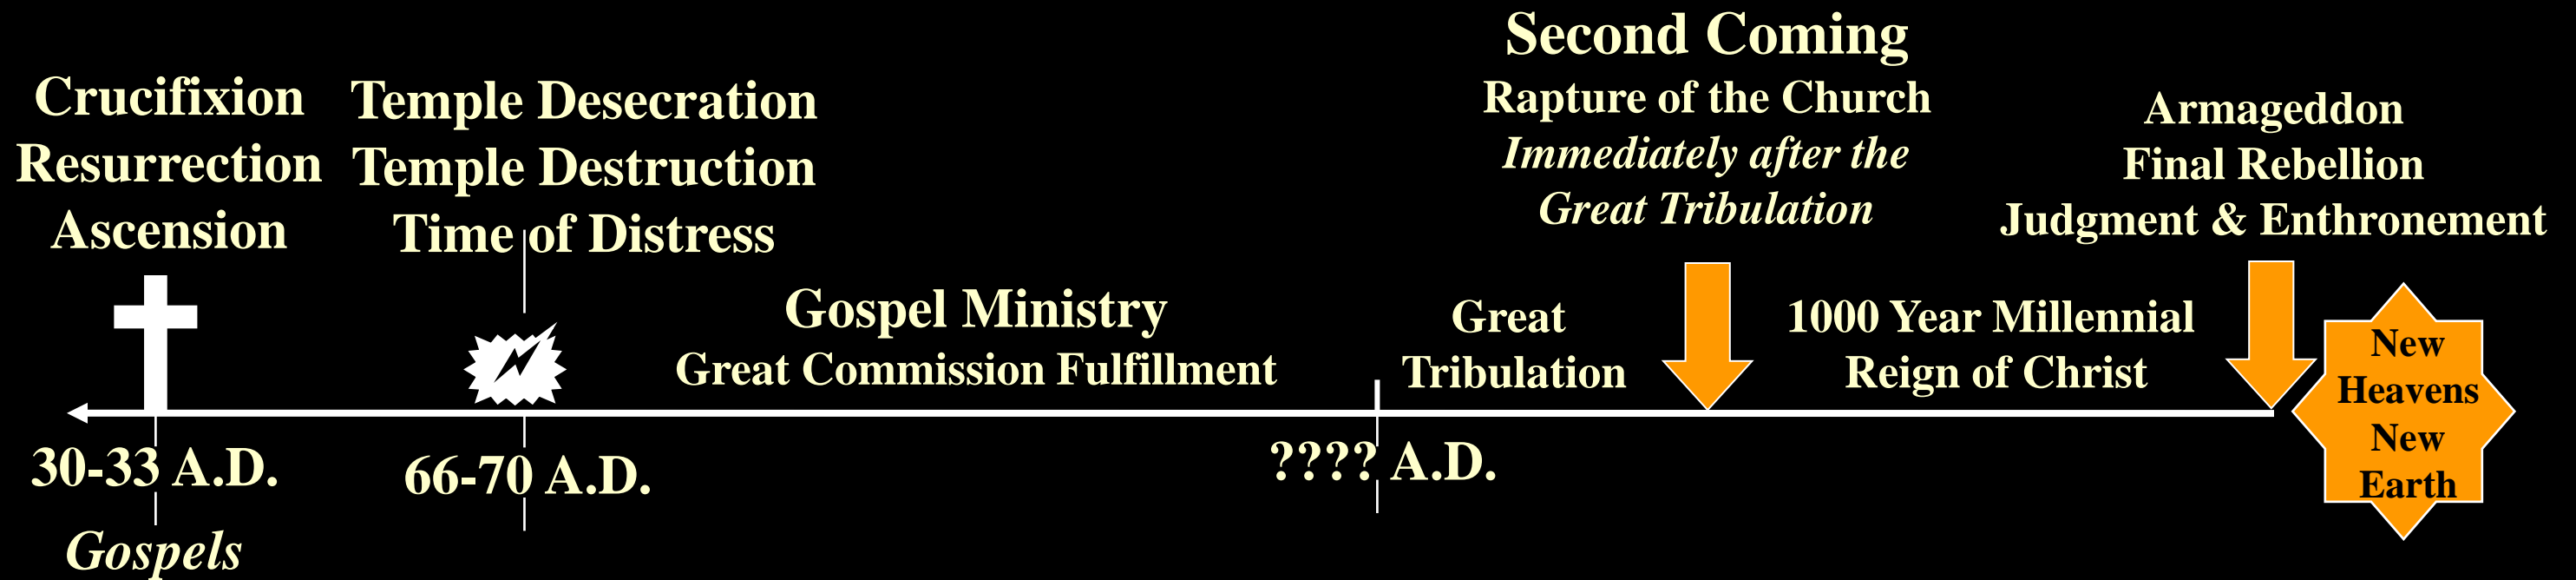 Crucifixion
Resurrection
Ascension
Temple Desecration
Temple Destruction
Time of Distress
Gospel Ministry
Great Commission Fulfillment
Great
Tribulation
Second Coming
Rapture of the Church
Immediately after the
Great Tribulation
1000 Year Millennial
Reign of Christ
Armageddon
Final Rebellion
Judgment & Enthronement
New
Heavens
New
Earth
30-33 A.D.
66-70 A.D.
???? A.D.
Gospels